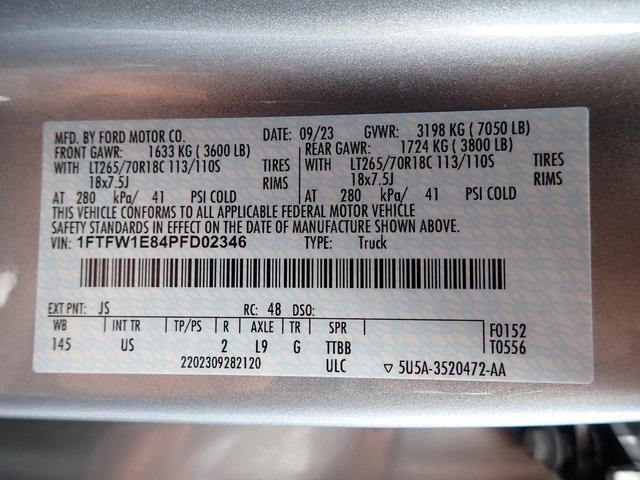 MFD. BY FORD MOTOR CO. DATE: 09/23 GVWR: 3198 KG ( 7050 LB)
FRONT GAWR: 1633 KG ( 3600 LB) REAR GAWR: 1724 KG ( 3800 LB)
WITH LT265/70R18C 113/110S TIRES WITH LT265/70R18C 113/110S TIRES
18x7.5J RIMS 18x7.5J RIMS
AT 280 kPa/ 41 PSI COLD AT 280 kPa/ 41 PSI COLD
THIS VEHICLE CONFORMS TO ALL APPLICABLE FEDERAL MOTOR VEHICLE
SAFETY STANDARDS IN EFFECT ON THE DATE OF MANUFACTURE SHOWN ABOVE.
VIN: 1FTFW1E84PFD02346 TYPE: Truck
EXT PNT: JS RC: 48 DSO:
WB INT TR TP/PS R AXLE TR SPR F0152
145 US 2 L9 G TTBB T0556
2202309282120 ULC ▽ 5U5A-3520472-AA